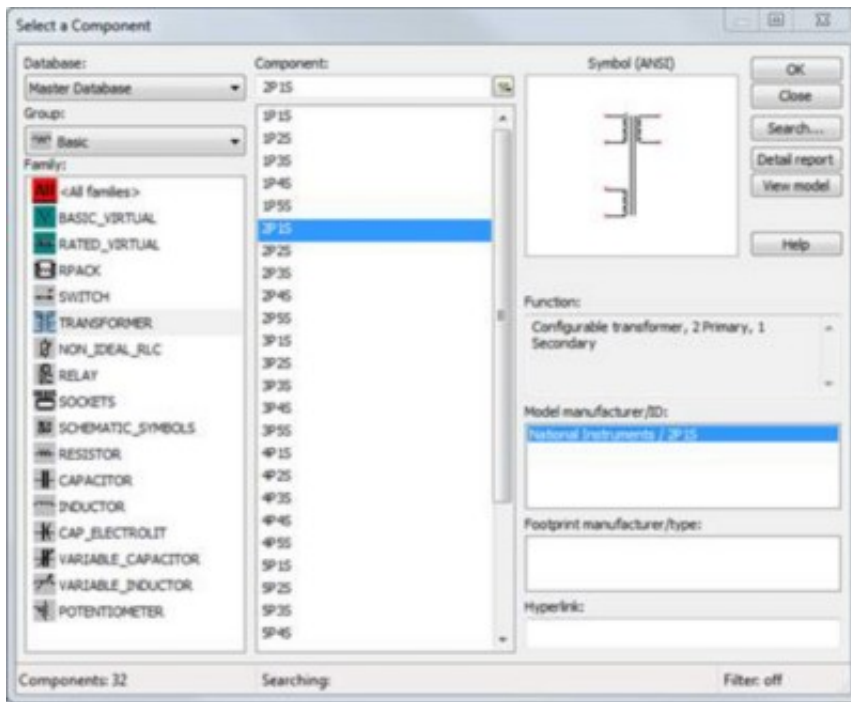 Select a Component
Database:
Master Database
Group:
Basic
Family:
All <All families>
BASIC_VIRTUAL
RATED_VIRTUAL
RPACK
SWITCH
TRANSFORMER
NON_IDEAL_RLC
RELAY
SOCKETS
SCHEMATIC_SYMBOLS
RESISTOR
CAPACITOR
INDUCTOR
CAP_ELECTROLIT
VARIABLE_CAPACITOR
VARIABLE_INDUCTOR
POTENTIOMETER
Component:
2P1S
1P1S
1P2S
1P3S
1P4S
1P5S
2P1S
2P2S
2P3S
2P4S
2P5S
3P1S
3P2S
3P3S
3P4S
3P5S
4P1S
4P2S
4P3S
4P4S
4P5S
5P1S
5P2S
5P3S
5P4S
Symbol (ANSI)
OK
Close
Search...
Detail report
View model
Help
Function:
Configurable transformer, 2 Primary, 1
Secondary
Model manufacturer/ID:
National Instruments / 2P1S
Footprint manufacturer/type:
Hyperlink:
Components: 32
Searching:
Filter: off